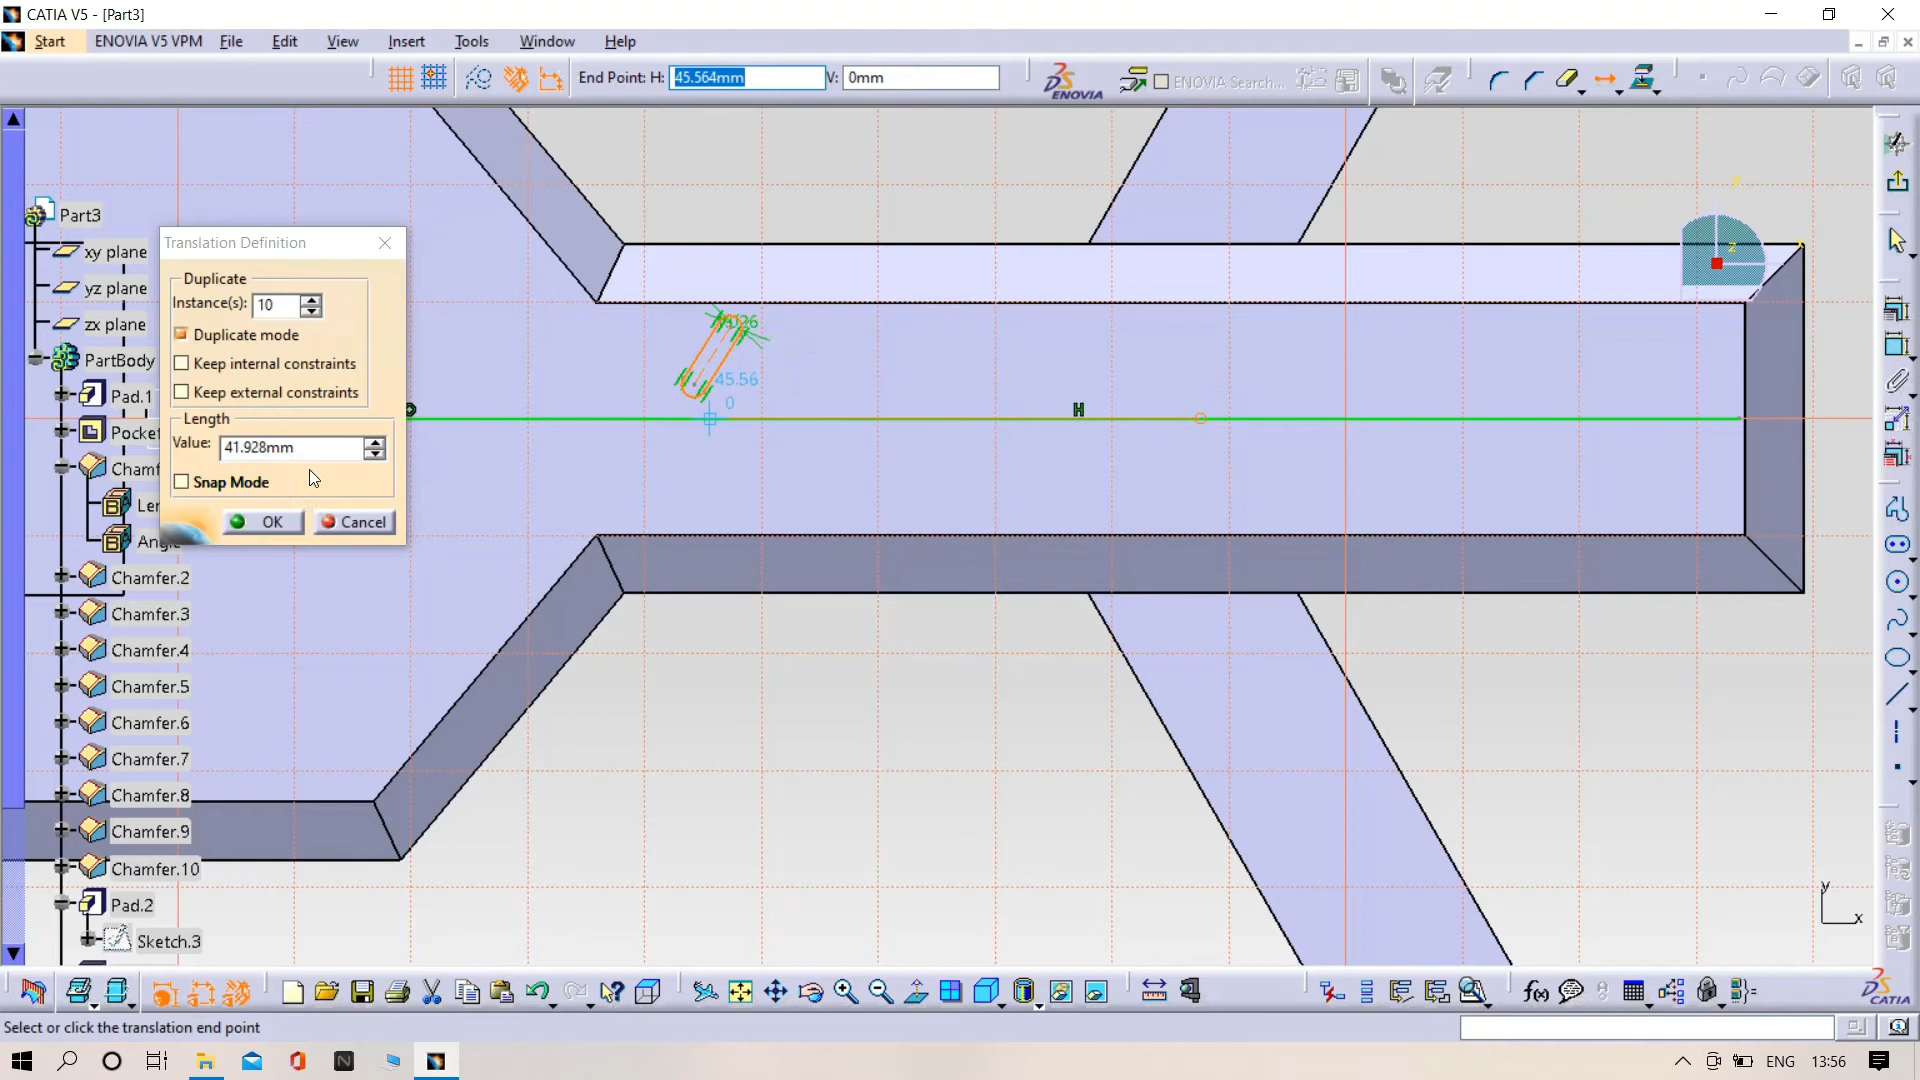 CATIA V5 - [Part3]
Start ENOVIA V5 VPM File Edit View Insert Tools Window Help
End Point: H: 45.564mm V: 0mm ENOVIA ENOVIA Search...
Part3
xy plane
yz plane
zx plane
PartBody
Pad.1
Pocket
Chamf
Ler
Angle
Chamfer.2
Chamfer.3
Chamfer.4
Chamfer.5
Chamfer.6
Chamfer.7
Chamfer.8
Chamfer.9
Chamfer.10
Pad.2
Sketch.3
Translation Definition
Duplicate
Instance(s): 10
Duplicate mode
Keep internal constraints
Keep external constraints
Length
Value: 41.928mm
Snap Mode
OK Cancel
45.56
0
H
y
z
x
y
x
f(x)
CATIA
Select or click the translation end point
ENG 13:56